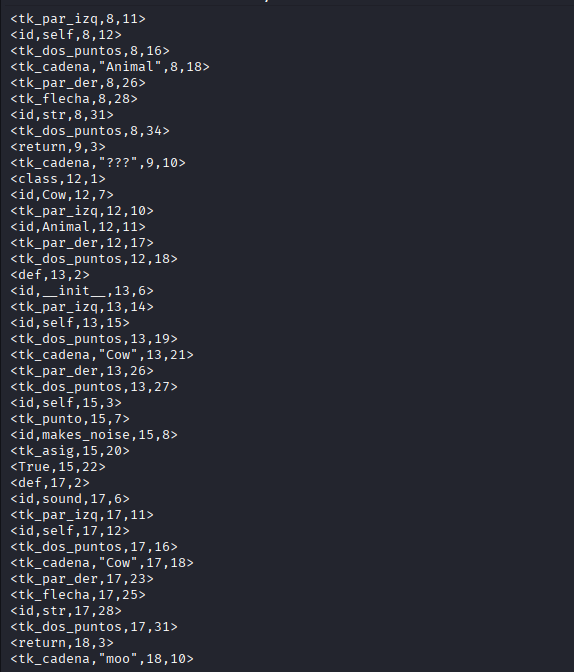 <tk_par_izq,8,11>
<id,self,8,12>
<tk_dos_puntos,8,16>
<tk_cadena,"Animal",8,18>
<tk_par_der,8,26>
<tk_flecha,8,28>
<id,str,8,31>
<tk_dos_puntos,8,34>
<return,9,3>
<tk_cadena,"???",9,10>
<class,12,1>
<id,Cow,12,7>
<tk_par_izq,12,10>
<id,Animal,12,11>
<tk_par_der,12,17>
<tk_dos_puntos,12,18>
<def,13,2>
<id,__init__,13,6>
<tk_par_izq,13,14>
<id,self,13,15>
<tk_dos_puntos,13,19>
<tk_cadena,"Cow",13,21>
<tk_par_der,13,26>
<tk_dos_puntos,13,27>
<id,self,15,3>
<tk_punto,15,7>
<id,makes_noise,15,8>
<tk_asig,15,20>
<True,15,22>
<def,17,2>
<id,sound,17,6>
<tk_par_izq,17,11>
<id,self,17,12>
<tk_dos_puntos,17,16>
<tk_cadena,"Cow",17,18>
<tk_par_der,17,23>
<tk_flecha,17,25>
<id,str,17,28>
<tk_dos_puntos,17,31>
<return,18,3>
<tk_cadena,"moo",18,10>